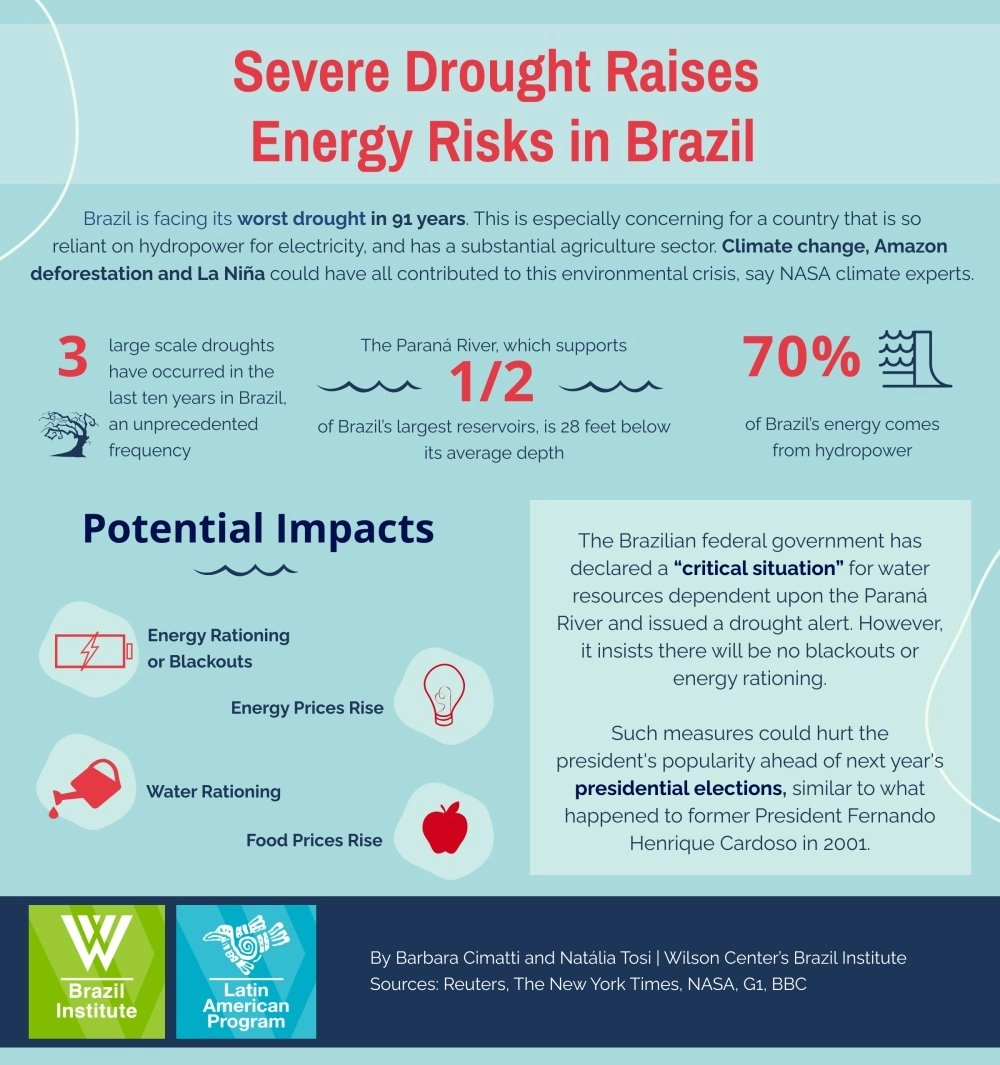 Severe Drought Raises
Energy Risks in Brazil
Brazil is facing its worst drought in 91 years. This is especially concerning for a country that is so
reliant on hydropower for electricity, and has a substantial agriculture sector. Climate change, Amazon
deforestation and La Niña could have all contributed to this environmental crisis, say NASA climate experts.
3
large scale droughts
have occurred in the
last ten years in Brazil,
an unprecedented
frequency
The Paraná River, which supports
1/2
of Brazil's largest reservoirs, is 28 feet below
its average depth
70%
of Brazil's energy comes
from hydropower
Potential Impacts
Energy Rationing
or Blackouts
Energy Prices Rise
Water Rationing
Food Prices Rise
The Brazilian federal government has
declared a “critical situation” for water
resources dependent upon the Paraná
River and issued a drought alert. However,
it insists there will be no blackouts or
energy rationing.
Such measures could hurt the
president's popularity ahead of next year's
presidential elections, similar to what
happened to former President Fernando
Henrique Cardoso in 2001.
W
Brazil
Institute
Latin
American
Program
By Barbara Cimatti and Natália Tosi | Wilson Center's Brazil Institute
Sources: Reuters, The New York Times, NASA, G1, BBC